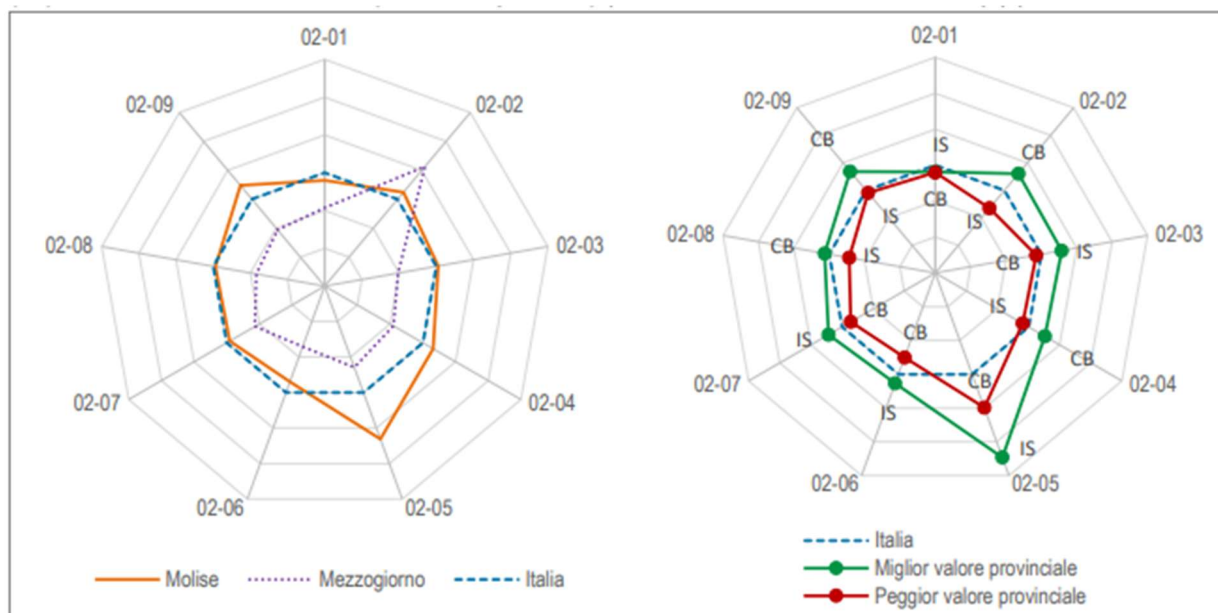 02-01
02-02
02-03
02-04
02-05
02-06
02-07
02-08
02-09
Molise
Mezzogiorno
Italia
02-01
02-02
02-03
02-04
02-05
02-06
02-07
02-08
02-09
IS
CB
CB
IS
IS
CB
CB
IS
IS
CB
IS
CB
IS
CB
CB
IS
CB
IS
Italia
Miglior valore provinciale
Peggior valore provinciale